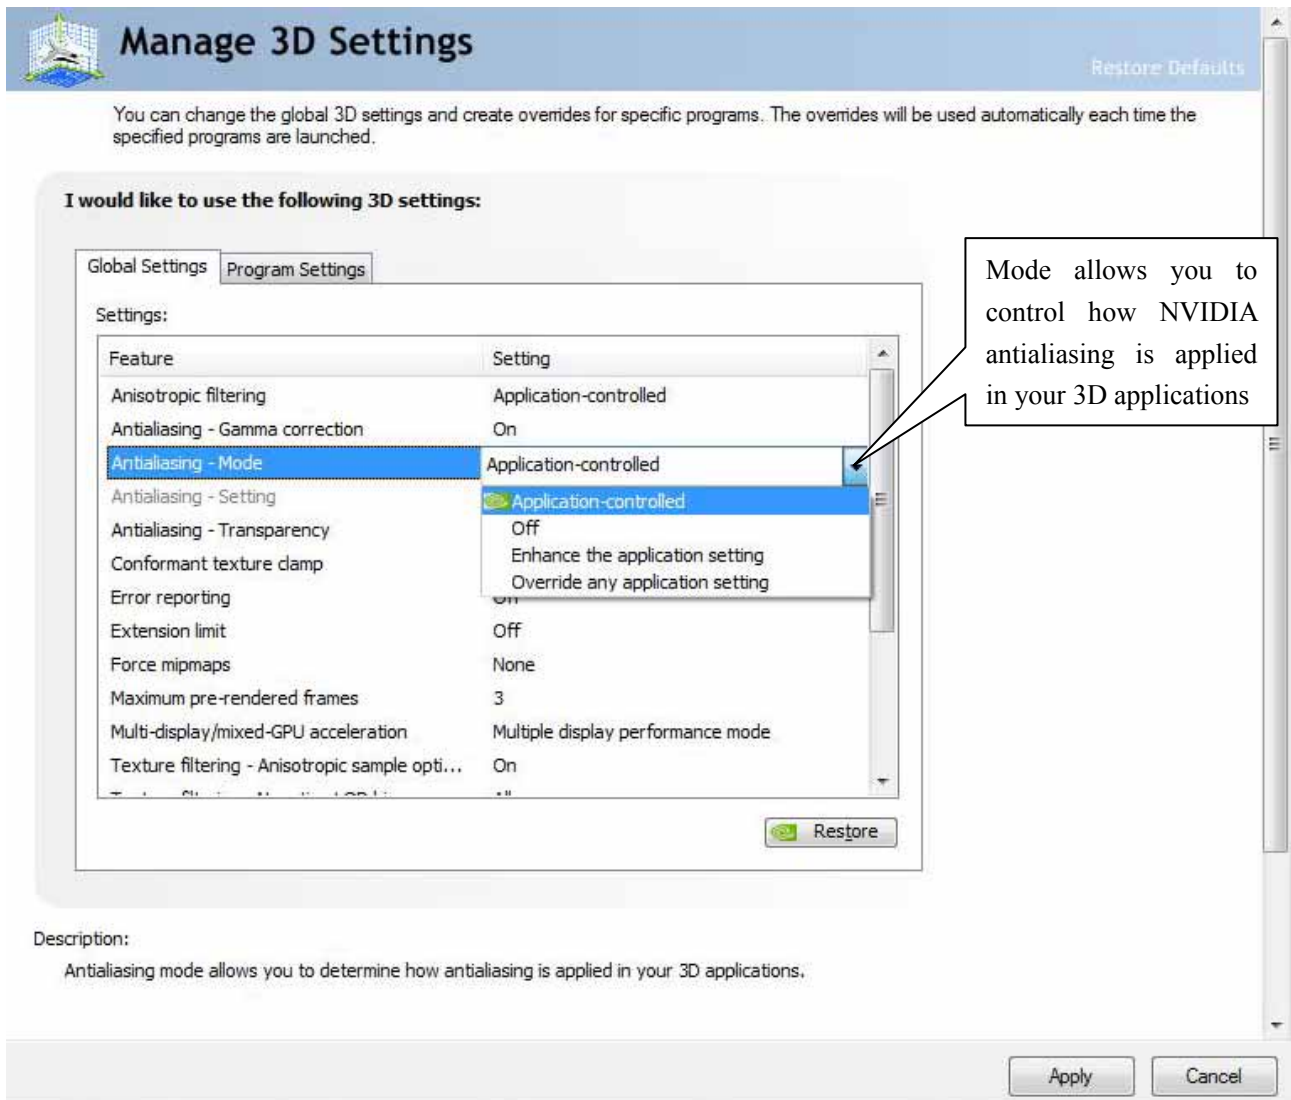 Manage 3D Settings
Restore Defaults
You can change the global 3D settings and create overrides for specific programs. The overrides will be used automatically each time the
specified programs are launched.
I would like to use the following 3D settings:
Global Settings Program Settings
Settings:
Feature Setting
Anisotropic filtering Application-controlled
Antialiasing - Gamma correction On
Antialiasing - Mode Application-controlled
Antialiasing - Setting
Application-controlled
Antialiasing - Transparency
Off
Conformant texture clamp
Enhance the application setting
Override any application setting
Error reporting
Extension limit Off
Force mipmaps None
Maximum pre-rendered frames 3
Multi-display/mixed-GPU acceleration Multiple display performance mode
Texture filtering - Anisotropic sample opti... On
Restore
Mode allows you to
control how NVIDIA
antialiasing is applied
in your 3D applications
Description:
Antialiasing mode allows you to determine how antialiasing is applied in your 3D applications.
Apply Cancel